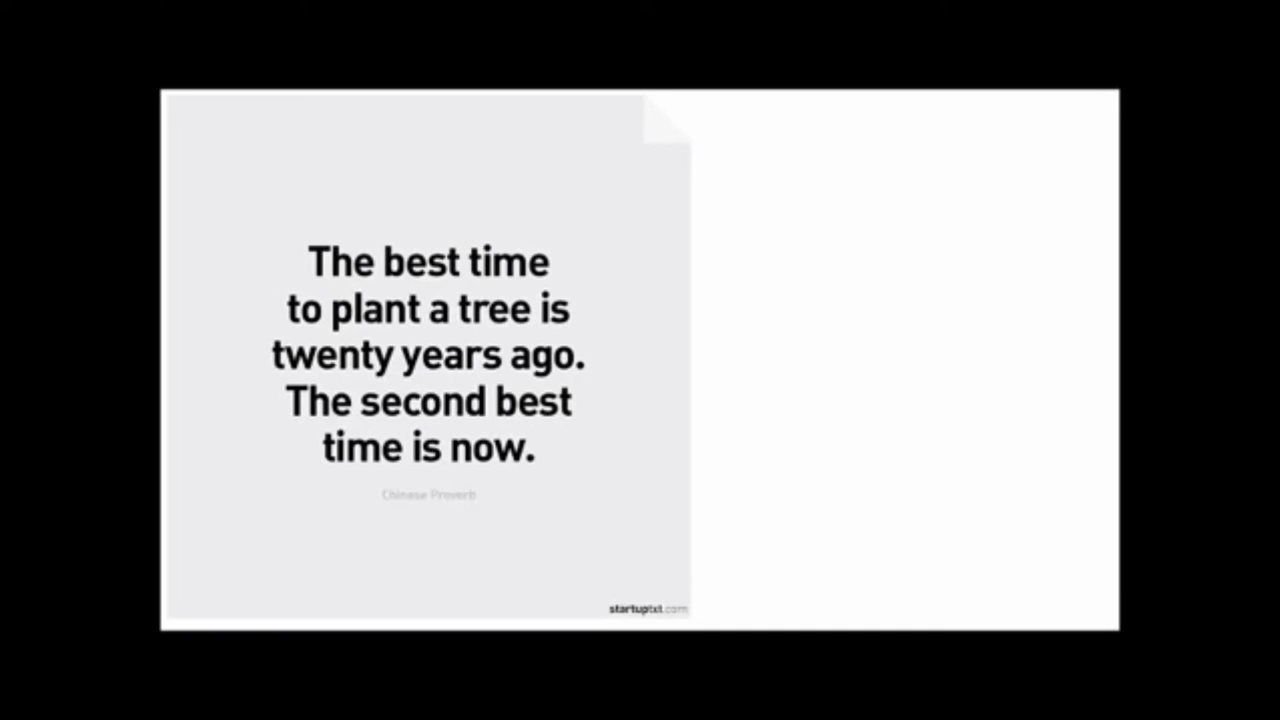 The best time
to plant a tree is
twenty years ago.
The second best
time is now.
Chinese Proverb
startuptxt.com